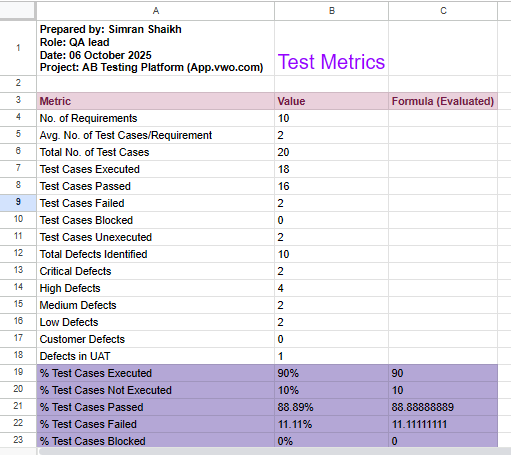 A B C
1 Prepared by: Simran Shaikh
Role: QA lead
Date: 06 October 2025
Project: AB Testing Platform (App.vwo.com) Test Metrics
2
3 Metric Value Formula (Evaluated)
4 No. of Requirements 10
5 Avg. No. of Test Cases/Requirement 2
6 Total No. of Test Cases 20
7 Test Cases Executed 18
8 Test Cases Passed 16
9 Test Cases Failed 2
10 Test Cases Blocked 0
11 Test Cases Unexecuted 2
12 Total Defects Identified 10
13 Critical Defects 2
14 High Defects 4
15 Medium Defects 2
16 Low Defects 2
17 Customer Defects 0
18 Defects in UAT 1
19 % Test Cases Executed 90% 90
20 % Test Cases Not Executed 10% 10
21 % Test Cases Passed 88.89% 88.88888889
22 % Test Cases Failed 11.11% 11.11111111
23 % Test Cases Blocked 0% 0